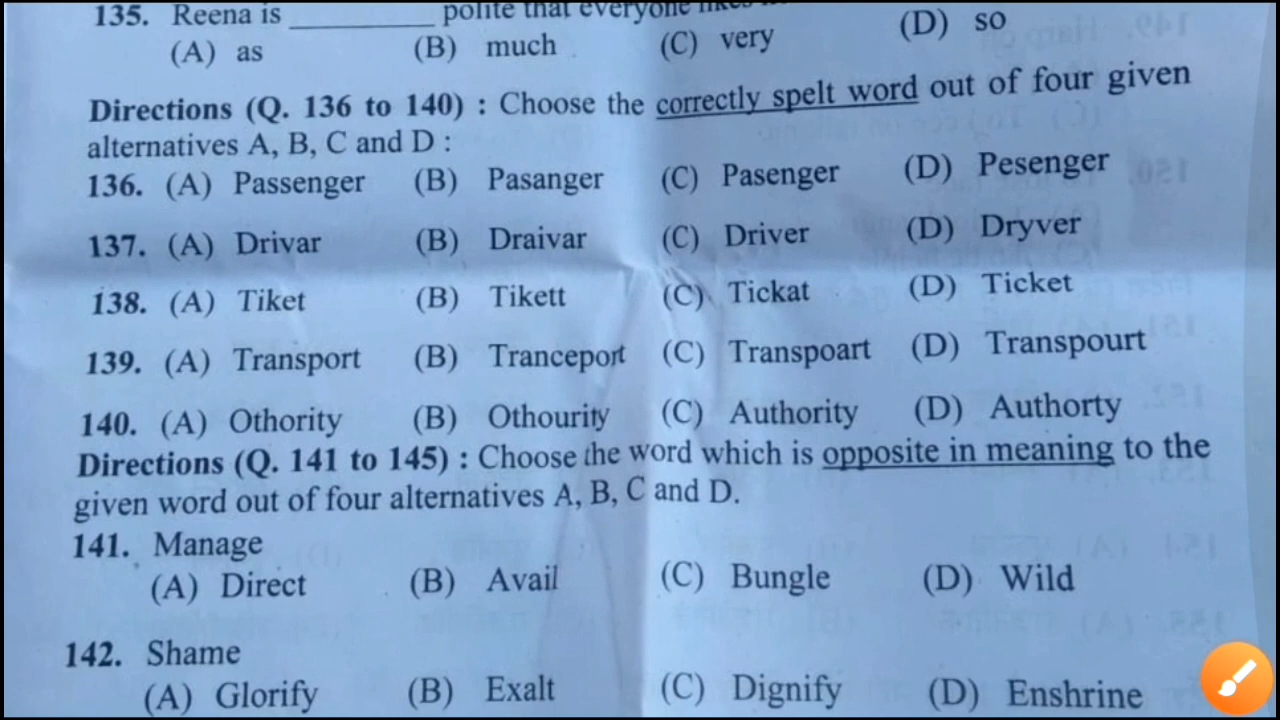 135. Reena is ________ polite that everyone likes
(A) as (B) much (C) very (D) so
Directions (Q. 136 to 140) : Choose the correctly spelt word out of four given
alternatives A, B, C and D :
136. (A) Passenger (B) Pasanger (C) Pasenger (D) Pesenger
137. (A) Drivar (B) Draivar (C) Driver (D) Dryver
138. (A) Tiket (B) Tikett (C) Tickat (D) Ticket
139. (A) Transport (B) Tranceport (C) Transpoart (D) Transpourt
140. (A) Othority (B) Othourity (C) Authority (D) Authorty
Directions (Q. 141 to 145) : Choose the word which is opposite in meaning to the
given word out of four alternatives A, B, C and D.
141. Manage
(A) Direct (B) Avail (C) Bungle (D) Wild
142. Shame
(A) Glorify (B) Exalt (C) Dignify (D) Enshrine